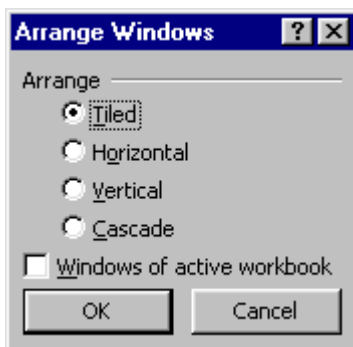 Arrange Windows ? ×
Arrange
Tiled
Horizontal
Vertical
Cascade
Windows of active workbook
OK Cancel